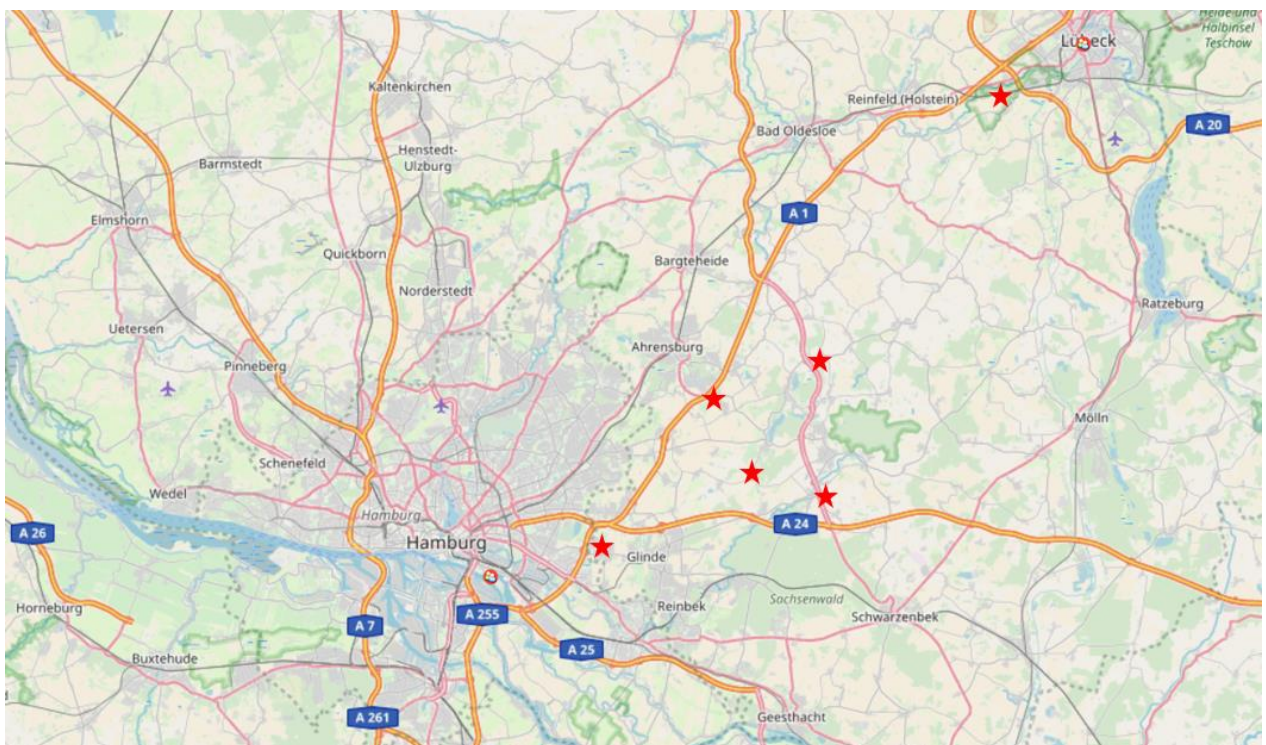 Heide und
Halbinsel
Teschow
Lübeck
Kaltenkirchen
Reinfeld (Holstein)
A 20
Bad Oldesloe
Henstedt-
Ulzburg
Barmstedt
Elmshorn
A 1
Quickborn
Bargteheide
Norderstedt
Ratzeburg
Uetersen
Ahrensburg
Pinneberg
Mölln
Schenefeld
Wedel
Hamburg
A 24
A 26
Hamburg
Glinde
Sachsenwald
Horneburg
Reinbek
A 255
Schwarzenbek
A 7
A 25
Buxtehude
A 261
Geesthacht